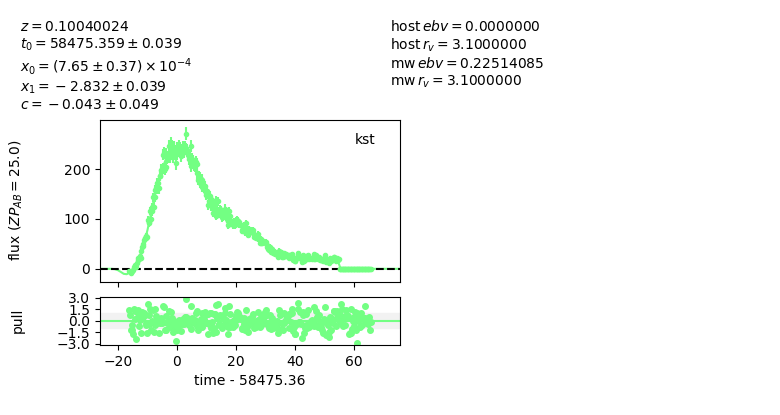 z = 0.10040024
t₀ = 58475.359 ± 0.039
x₀ = (7.65 ± 0.37) × 10⁻⁴
x₁ = −2.832 ± 0.039
c = −0.043 ± 0.049
host ebv = 0.0000000
host r_v = 3.1000000
mw ebv = 0.22514085
mw r_v = 3.1000000
kst
flux (ZP_AB = 25.0)
200
100
0
pull
3.0
1.5
0.0
−1.5
−3.0
−20 0 20 40 60
time - 58475.36